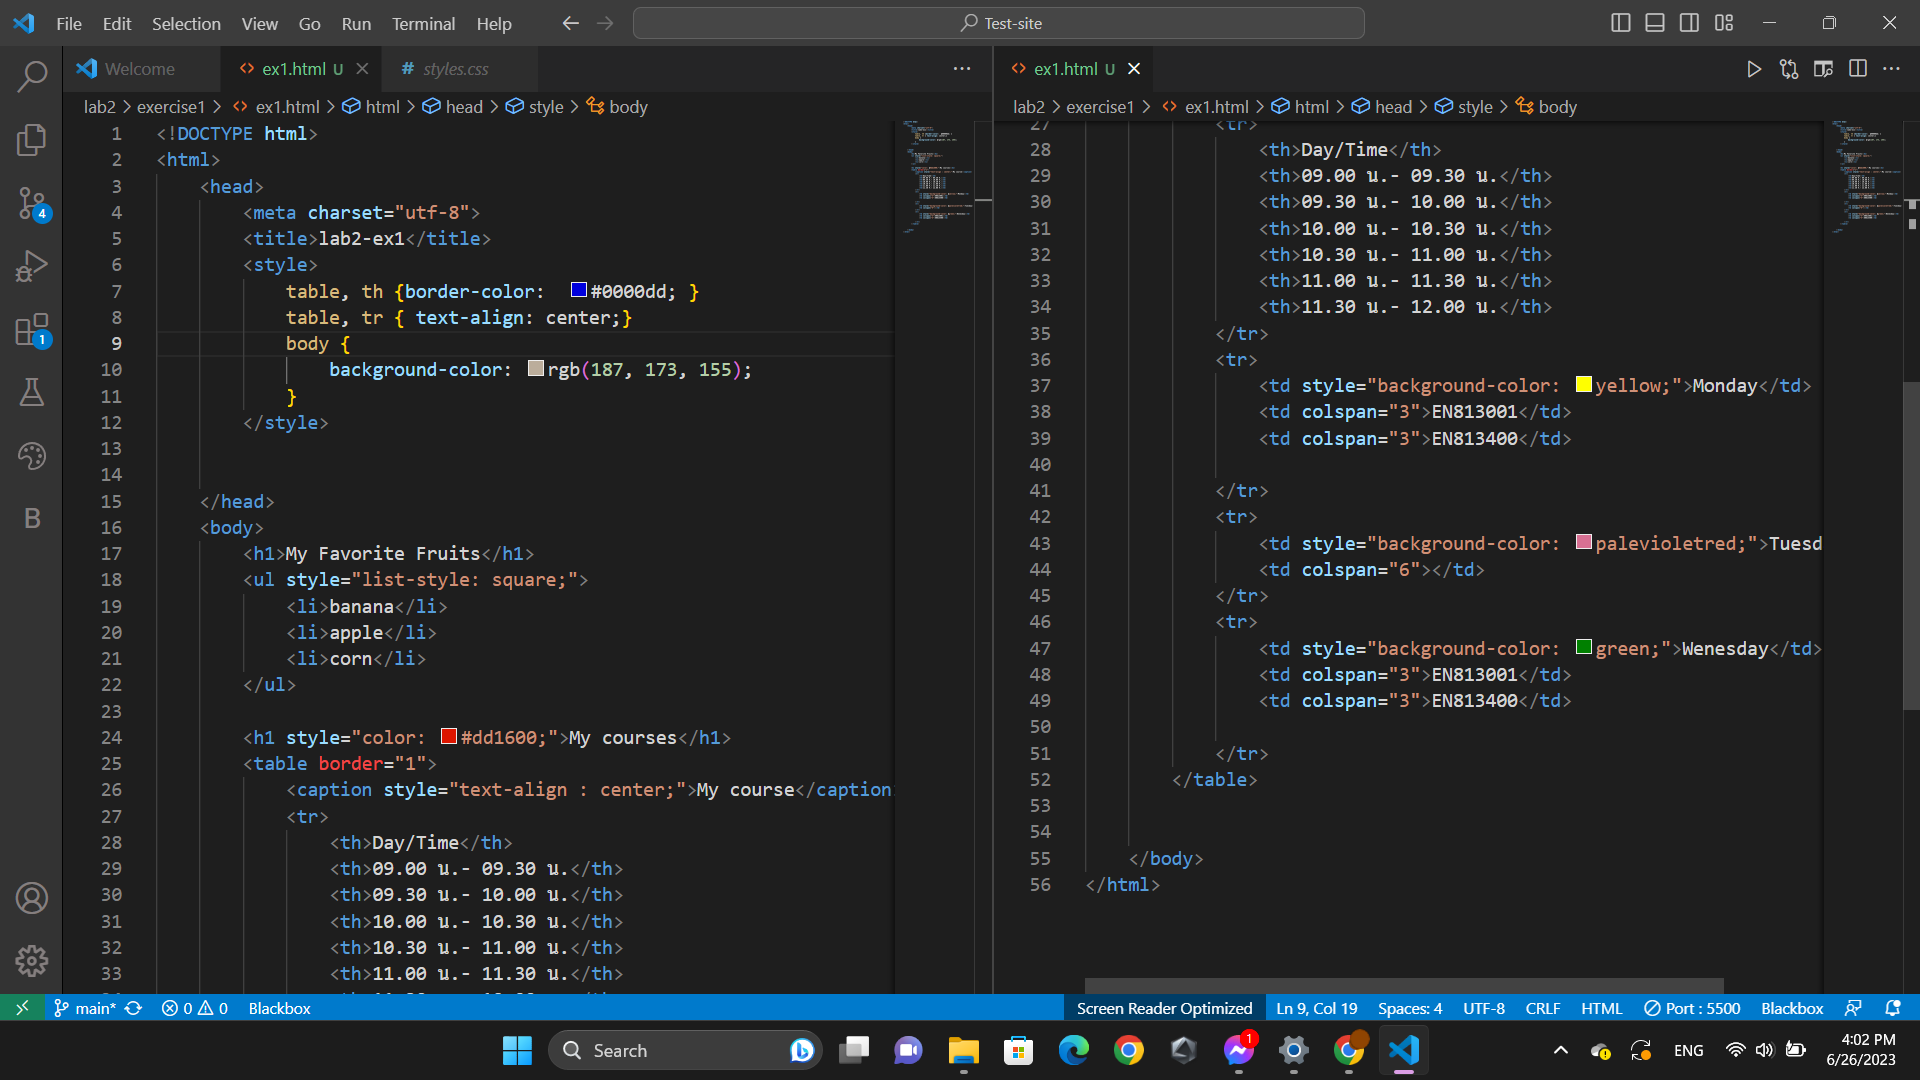 File Edit Selection View Go Run Terminal Help
Test-site
Welcome
ex1.html U
styles.css
lab2 > exercise1 > ex1.html > html > head > style > body
1 <!DOCTYPE html>
2 <html>
3 <head>
4 <meta charset="utf-8">
5 <title>lab2-ex1</title>
6 <style>
7 table, th {border-color: #0000dd; }
8 table, tr { text-align: center;}
9 body {
10 background-color: rgb(187, 173, 155);
11 }
12 </style>
13
14
15 </head>
16 <body>
17 <h1>My Favorite Fruits</h1>
18 <ul style="list-style: square;">
19 <li>banana</li>
20 <li>apple</li>
21 <li>corn</li>
22 </ul>
23
24 <h1 style="color: #dd1600;">My courses</h1>
25 <table border="1">
26 <caption style="text-align : center;">My course</caption
27 <tr>
28 <th>Day/Time</th>
29 <th>09.00 น.- 09.30 น.</th>
30 <th>09.30 น.- 10.00 น.</th>
31 <th>10.00 น.- 10.30 น.</th>
32 <th>10.30 น.- 11.00 น.</th>
33 <th>11.00 น.- 11.30 น.</th>
ex1.html U
lab2 > exercise1 > ex1.html > html > head > style > body
27 <tr>
28 <th>Day/Time</th>
29 <th>09.00 น.- 09.30 น.</th>
30 <th>09.30 น.- 10.00 น.</th>
31 <th>10.00 น.- 10.30 น.</th>
32 <th>10.30 น.- 11.00 น.</th>
33 <th>11.00 น.- 11.30 น.</th>
34 <th>11.30 น.- 12.00 น.</th>
35 </tr>
36 <tr>
37 <td style="background-color: yellow;">Monday</td>
38 <td colspan="3">EN813001</td>
39 <td colspan="3">EN813400</td>
40
41 </tr>
42 <tr>
43 <td style="background-color: palevioletred;">Tuesd
44 <td colspan="6"></td>
45 </tr>
46 <tr>
47 <td style="background-color: green;">Wenesday</td>
48 <td colspan="3">EN813001</td>
49 <td colspan="3">EN813400</td>
50
51 </tr>
52 </table>
53
54
55 </body>
56 </html>
4
1
B
main* 0 0 Blackbox
Screen Reader Optimized Ln 9, Col 19 Spaces: 4 UTF-8 CRLF HTML Port : 5500 Blackbox
Search
1
ENG
4:02 PM
6/26/2023